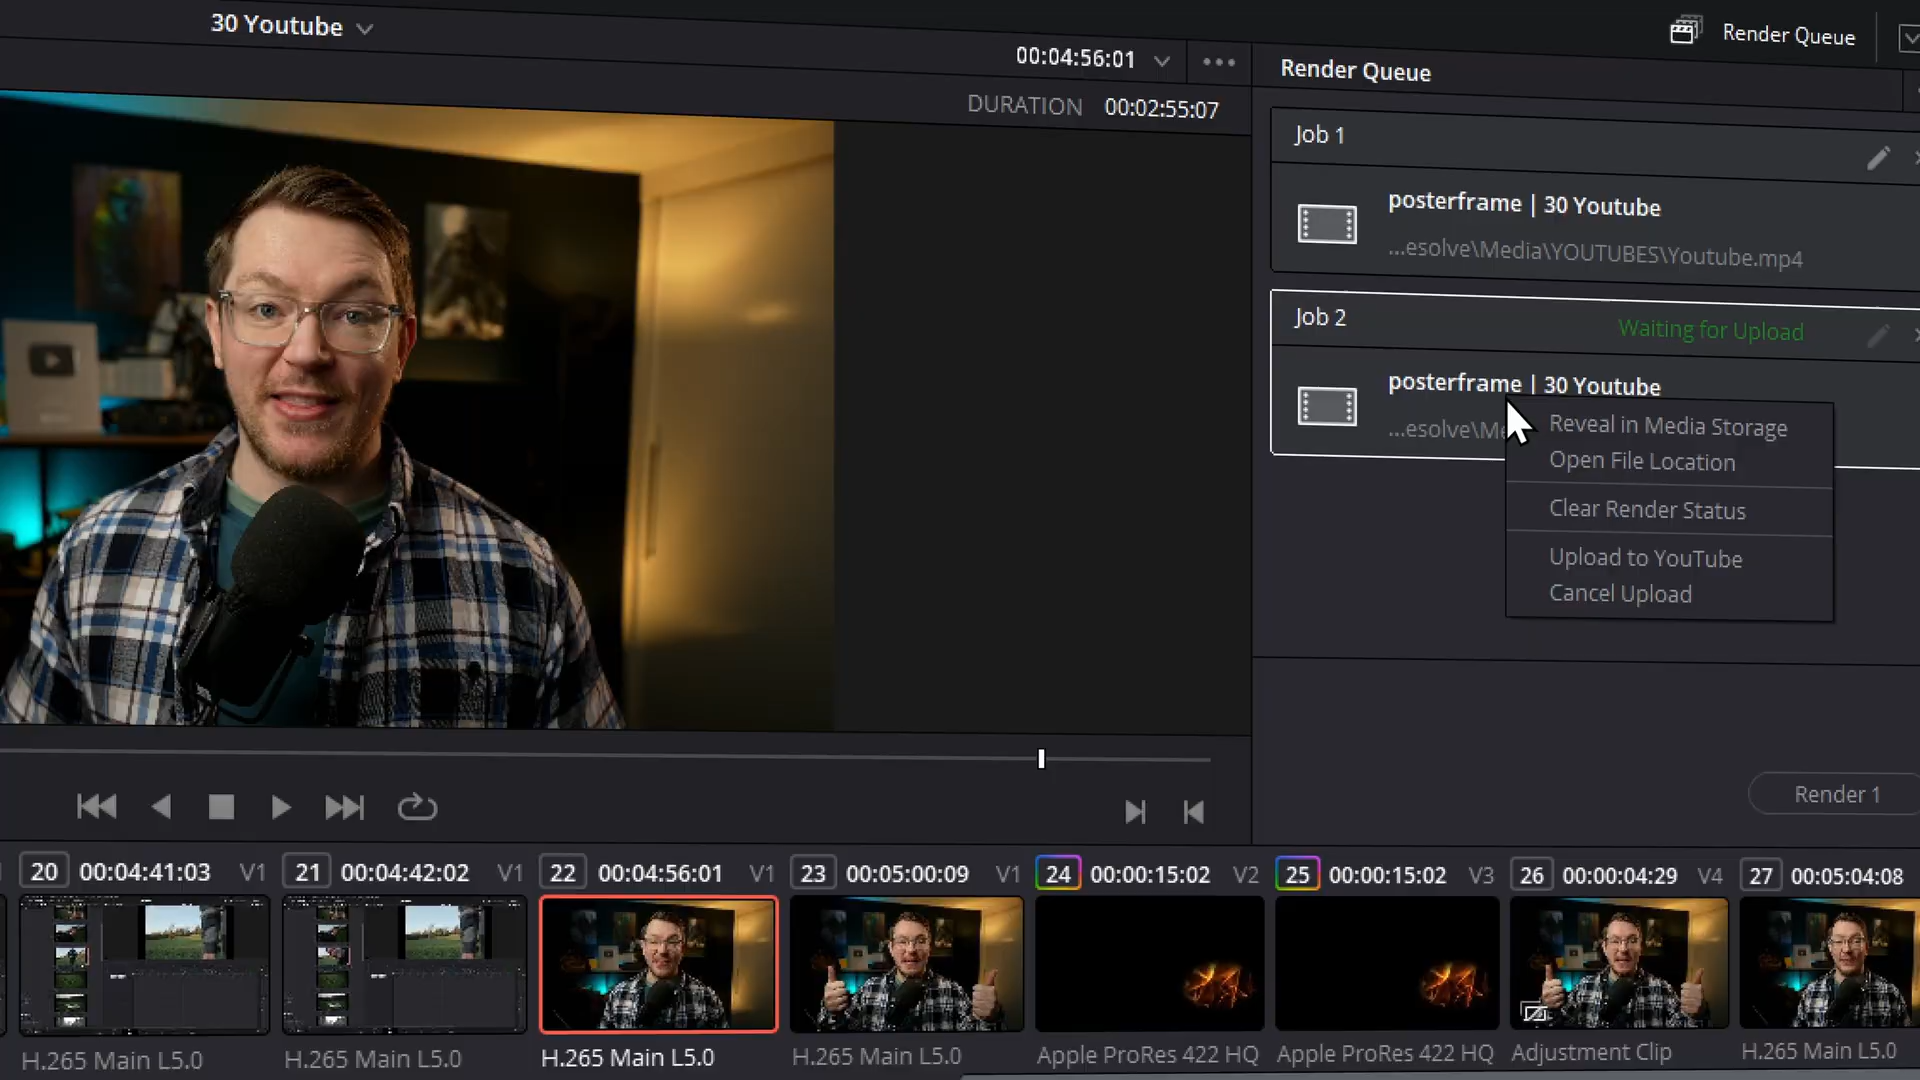 30 Youtube
Render Queue
00:04:56:01
Render Queue
DURATION 00:02:55:07
Job 1
posterframe | 30 Youtube
...esolve\Media\YOUTUBES\Youtube.mp4
Job 2
Waiting for Upload
posterframe | 30 Youtube
...esolve\Me
Reveal in Media Storage
Open File Location
Clear Render Status
Upload to YouTube
Cancel Upload
Render 1
20 00:04:41:03 V1
21 00:04:42:02 V1
22 00:04:56:01 V1
23 00:05:00:09 V1
24 00:00:15:02 V2
25 00:00:15:02 V3
26 00:00:04:29 V4
27 00:05:04:08
H.265 Main L5.0
H.265 Main L5.0
H.265 Main L5.0
H.265 Main L5.0
Apple ProRes 422 HQ
Apple ProRes 422 HQ
Adjustment Clip
H.265 Main L5.0